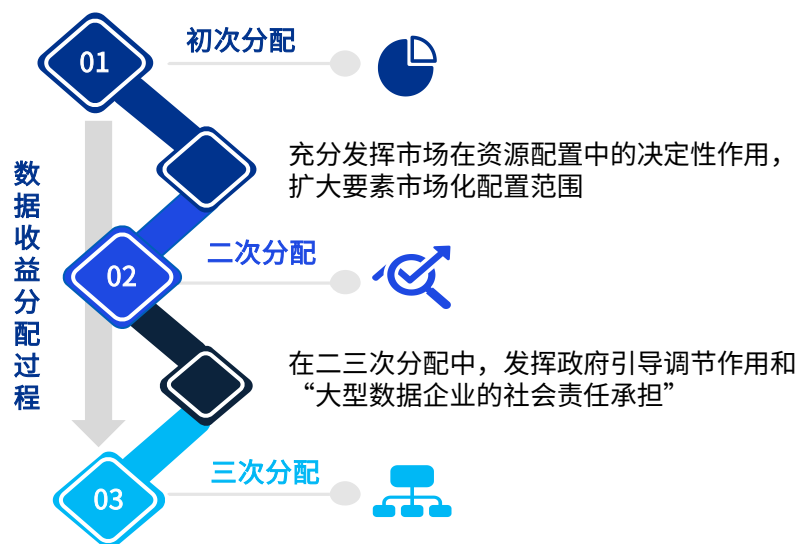 数据收益分配过程
01
初次分配
充分发挥市场在资源配置中的决定性作用，
扩大要素市场化配置范围
02
二次分配
在二三次分配中，发挥政府引导调节作用和
“大型数据企业的社会责任承担”
03
三次分配